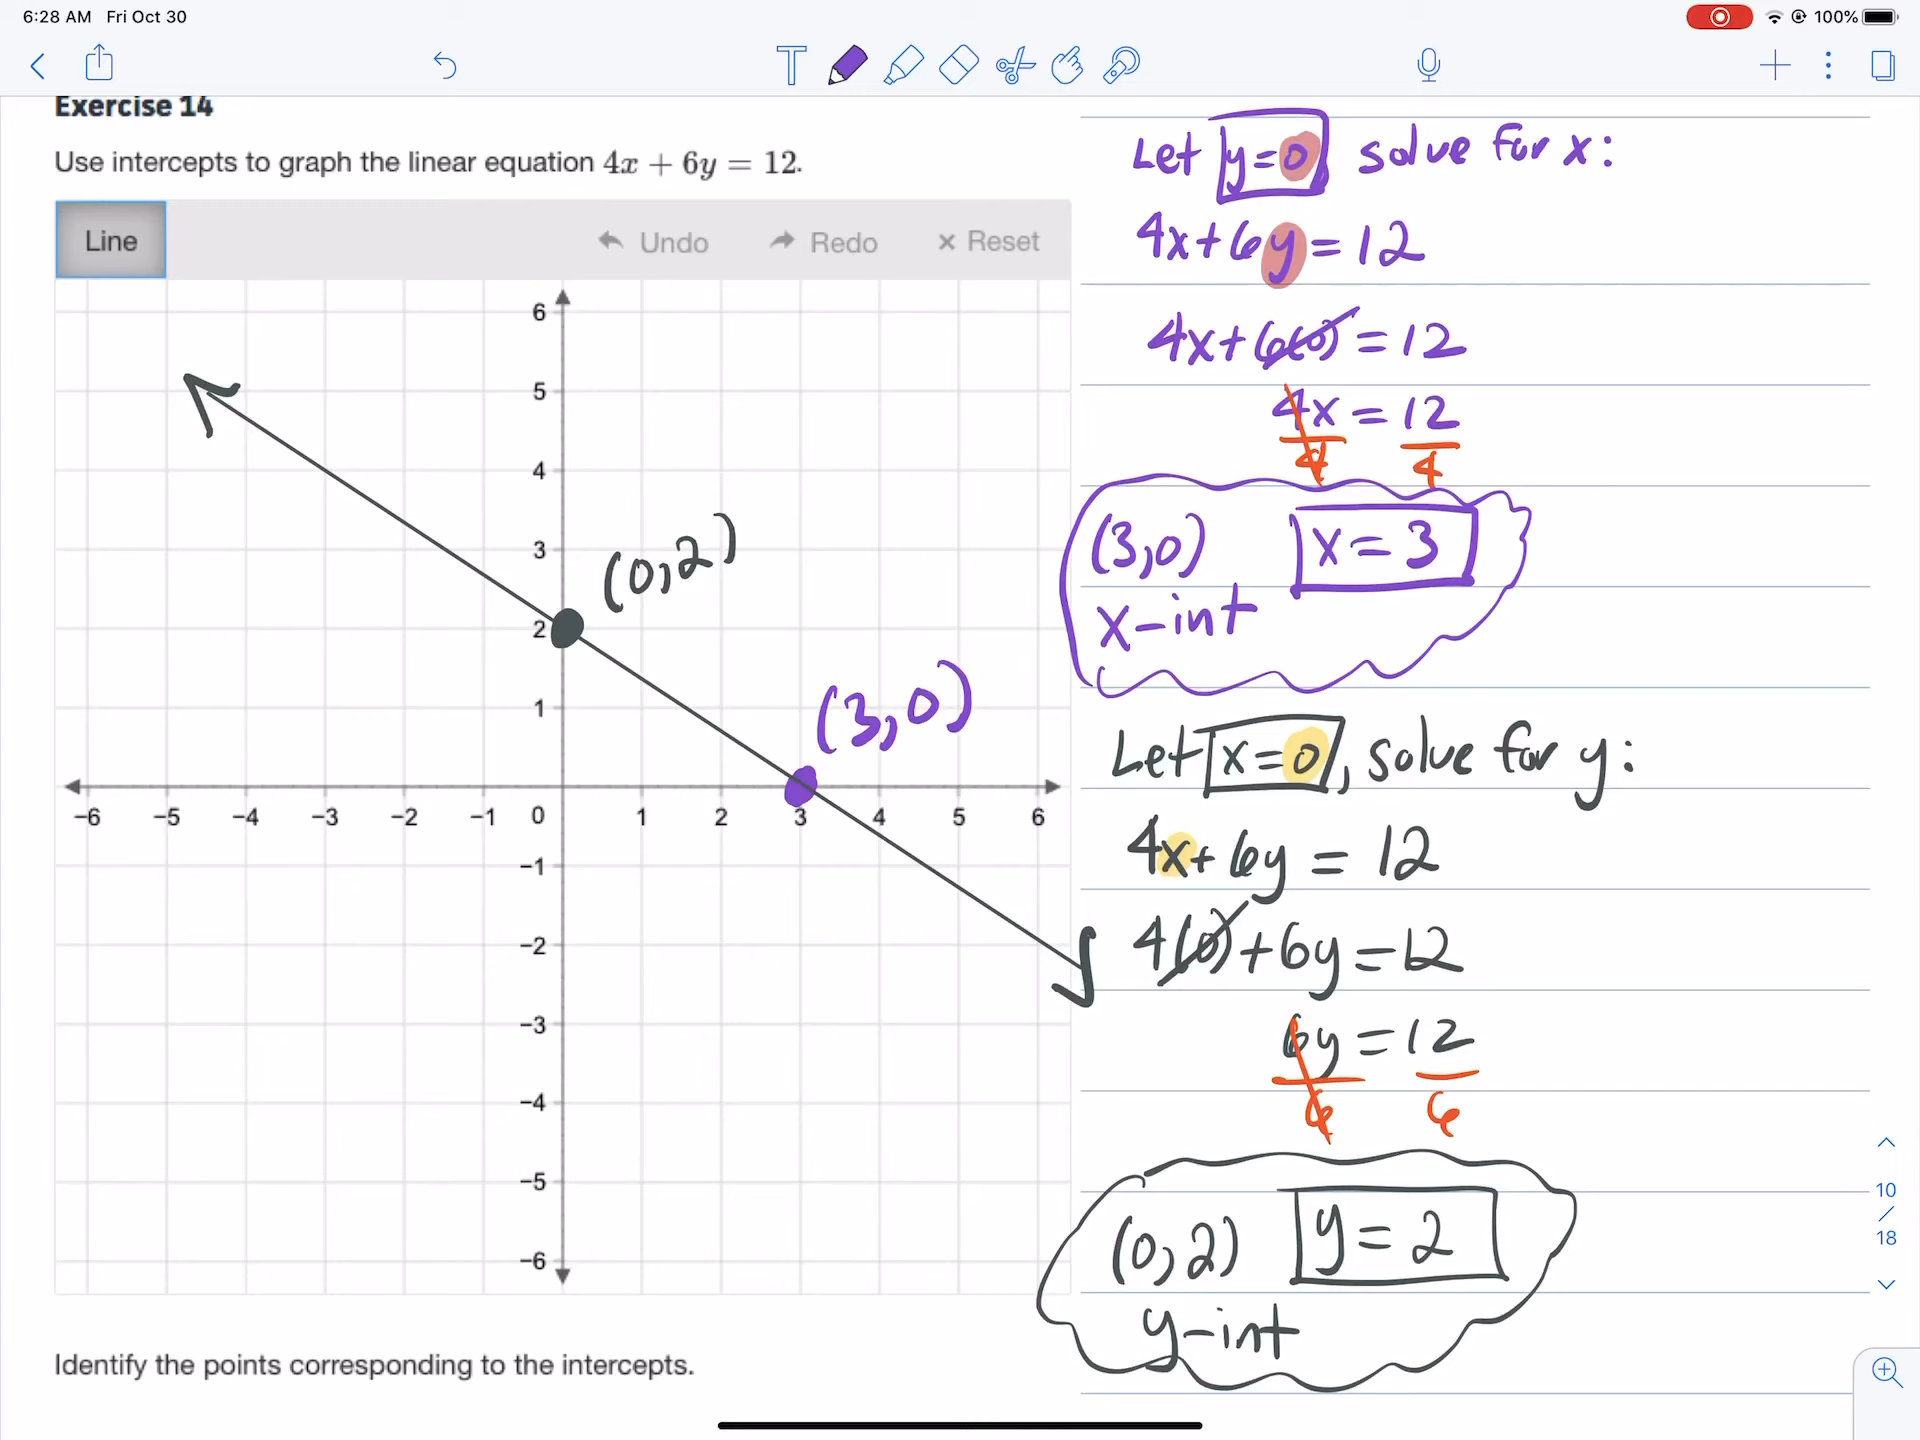 6:28 AM Fri Oct 30
100%
Exercise 14
Use intercepts to graph the linear equation 4x + 6y = 12.
Line Undo Redo × Reset
6
5
4
3
2
1
−6 −5 −4 −3 −2 −1 0 1 2 3 4 5 6
−1
−2
−3
−4
−5
−6
(0,2)
(3,0)
Identify the points corresponding to the intercepts.
Let y=0 solve for x:
4x+6y=12
4x+6(0)=12
4x=12
4 4
(3,0) x=3
x-int
Let x=0, solve for y:
4x+6y=12
4(0)+6y=12
6y=12
6 6
(0,2) y=2
y-int
10
/
18